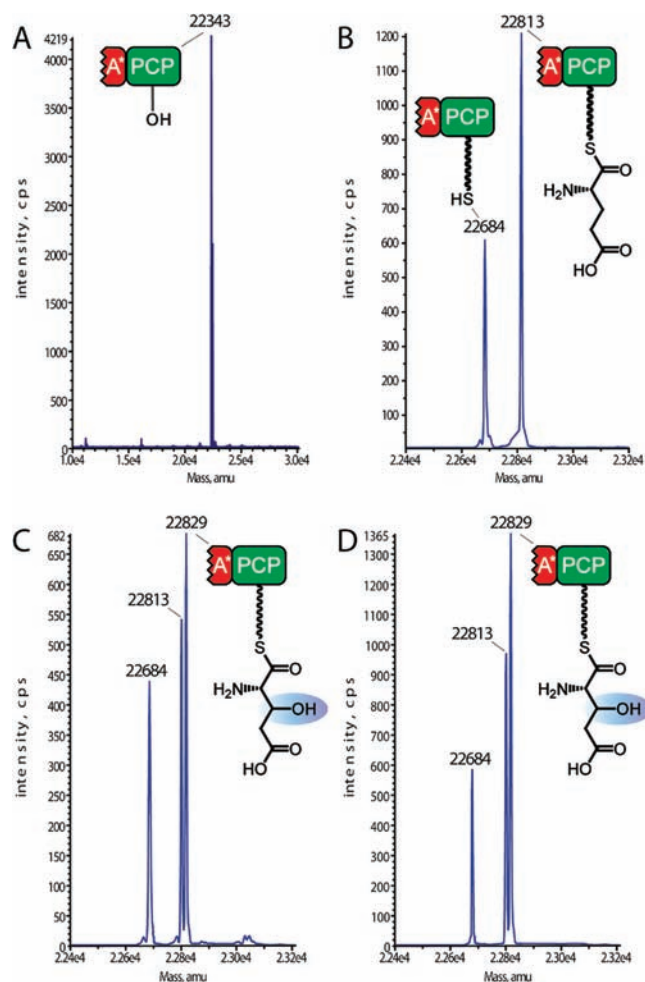 A
22343
4219
4000
3500
3000
2500
2000
1500
1000
500
0
A* PCP
OH
intensity, cps
1.0e4 1.5e4 2.0e4 2.5e4 3.0e4
Mass, amu
B
22813
1200
1100
1000
900
800
700
600
500
400
300
200
100
A* PCP
S
O
H₂N
O
HO
A* PCP
HS
22684
intensity, cps
2.24e4 2.26e4 2.28e4 2.30e4 2.32e4
Mass, amu
C
22829
682
650
600
550
500
450
400
350
300
250
200
150
100
50
0
A* PCP
22813
22684
S
O
H₂N
OH
O
HO
intensity, cps
2.24e4 2.26e4 2.28e4 2.30e4 2.32e4
Mass, amu
D
22829
1365
1300
1200
1100
1000
900
800
700
600
500
400
300
200
100
0
A* PCP
22813
22684
S
O
H₂N
OH
O
HO
intensity, cps
2.24e4 2.26e4 2.28e4 2.30e4 2.32e4
Mass, amu